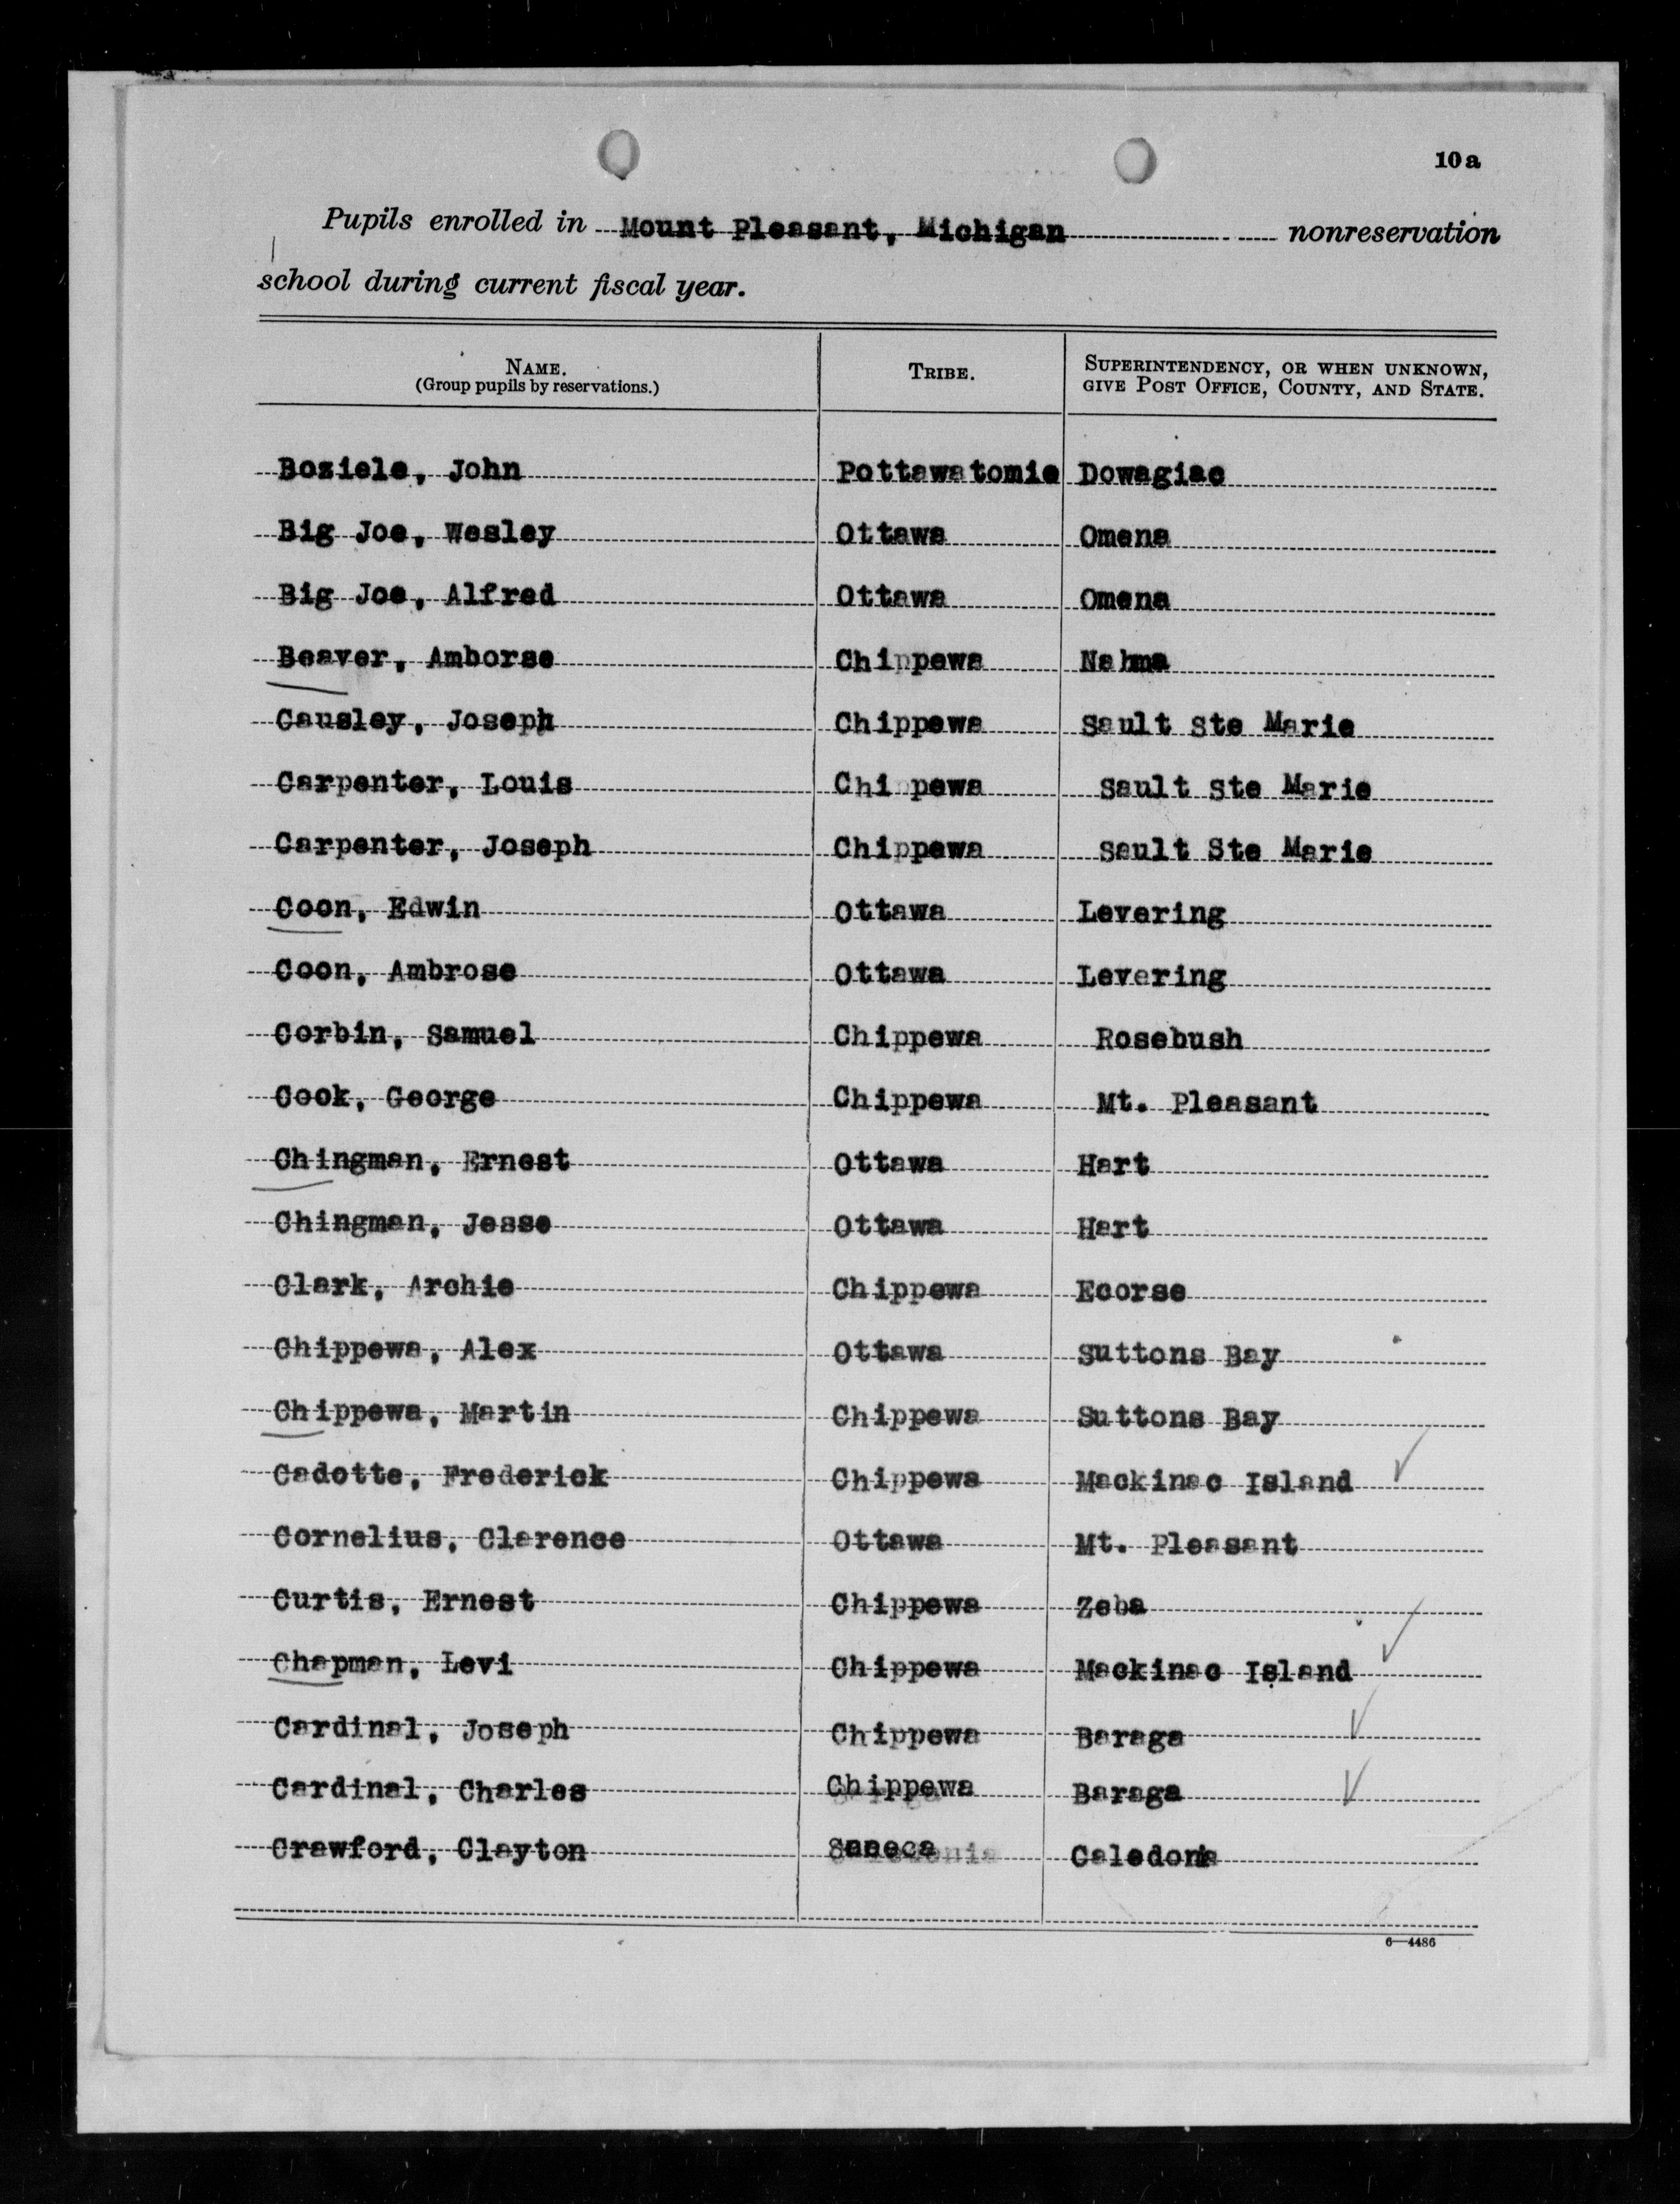 10a
Pupils enrolled in Mount Pleasant, Michigan nonreservation
school during current fiscal year.
NAME. TRIBE. SUPERINTENDENCY, OR WHEN UNKNOWN,
(Group pupils by reservations.) GIVE POST OFFICE, COUNTY, AND STATE.
Boziele, John Pottawatomie Dowagiac
Big Joe, Wesley Ottawa Omena
Big Joe, Alfred Ottawa Omena
Beaver, Amborse Chippewa Nahma
Causley, Joseph Chippewa Sault Ste Marie
Carpenter, Louis Chippewa Sault Ste Marie
Carpenter, Joseph Chippewa Sault Ste Marie
Coon, Edwin Ottawa Levering
Coon, Ambrose Ottawa Levering
Corbin, Samuel Chippewa Rosebush
Cook, George Chippewa Mt. Pleasant
Chingman, Ernest Ottawa Hart
Chingman, Jesse Ottawa Hart
Clark, Archie Chippewa Ecorse
Chippewa, Alex Ottawa Suttons Bay
Chippewa, Martin Chippewa Suttons Bay
Cadotte, Frederick Chippewa Mackinac Island
Cornelius, Clarence Ottawa Mt. Pleasant
Curtis, Ernest Chippewa Zeba
Chapman, Levi Chippewa Mackinac Island
Cardinal, Joseph Chippewa Baraga
Cardinal, Charles Chippewa Baraga
Crawford, Clayton Seneca Caledonia
6—4486